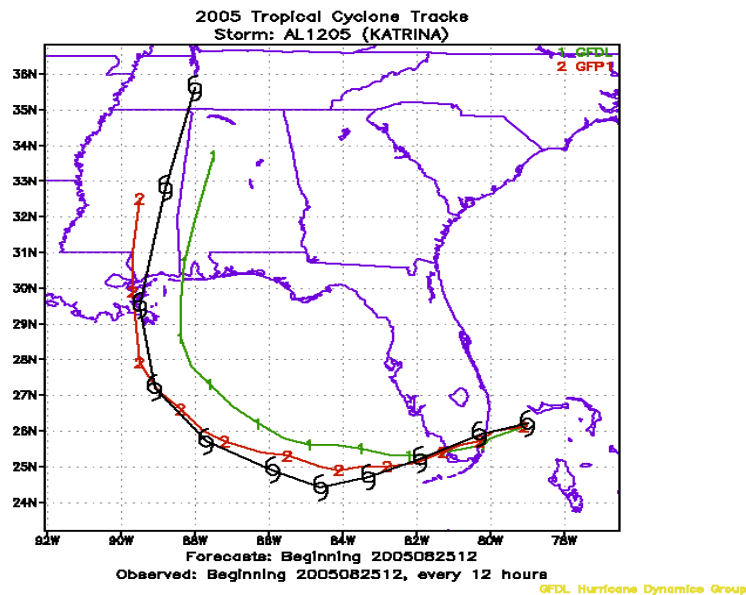 2005 Tropical Cyclone Tracks
Storm: AL1205 (KATRINA)
1 GFDL
2 GFP1
36N
35N
34N
33N
32N
31N
30N
29N
28N
27N
26N
25N
24N
92W 90W 88W 86W 84W 82W 80W 78W
Forecasts: Beginning 2005082512
Observed: Beginning 2005082512, every 12 hours
GFDL Hurricane Dynamics Group